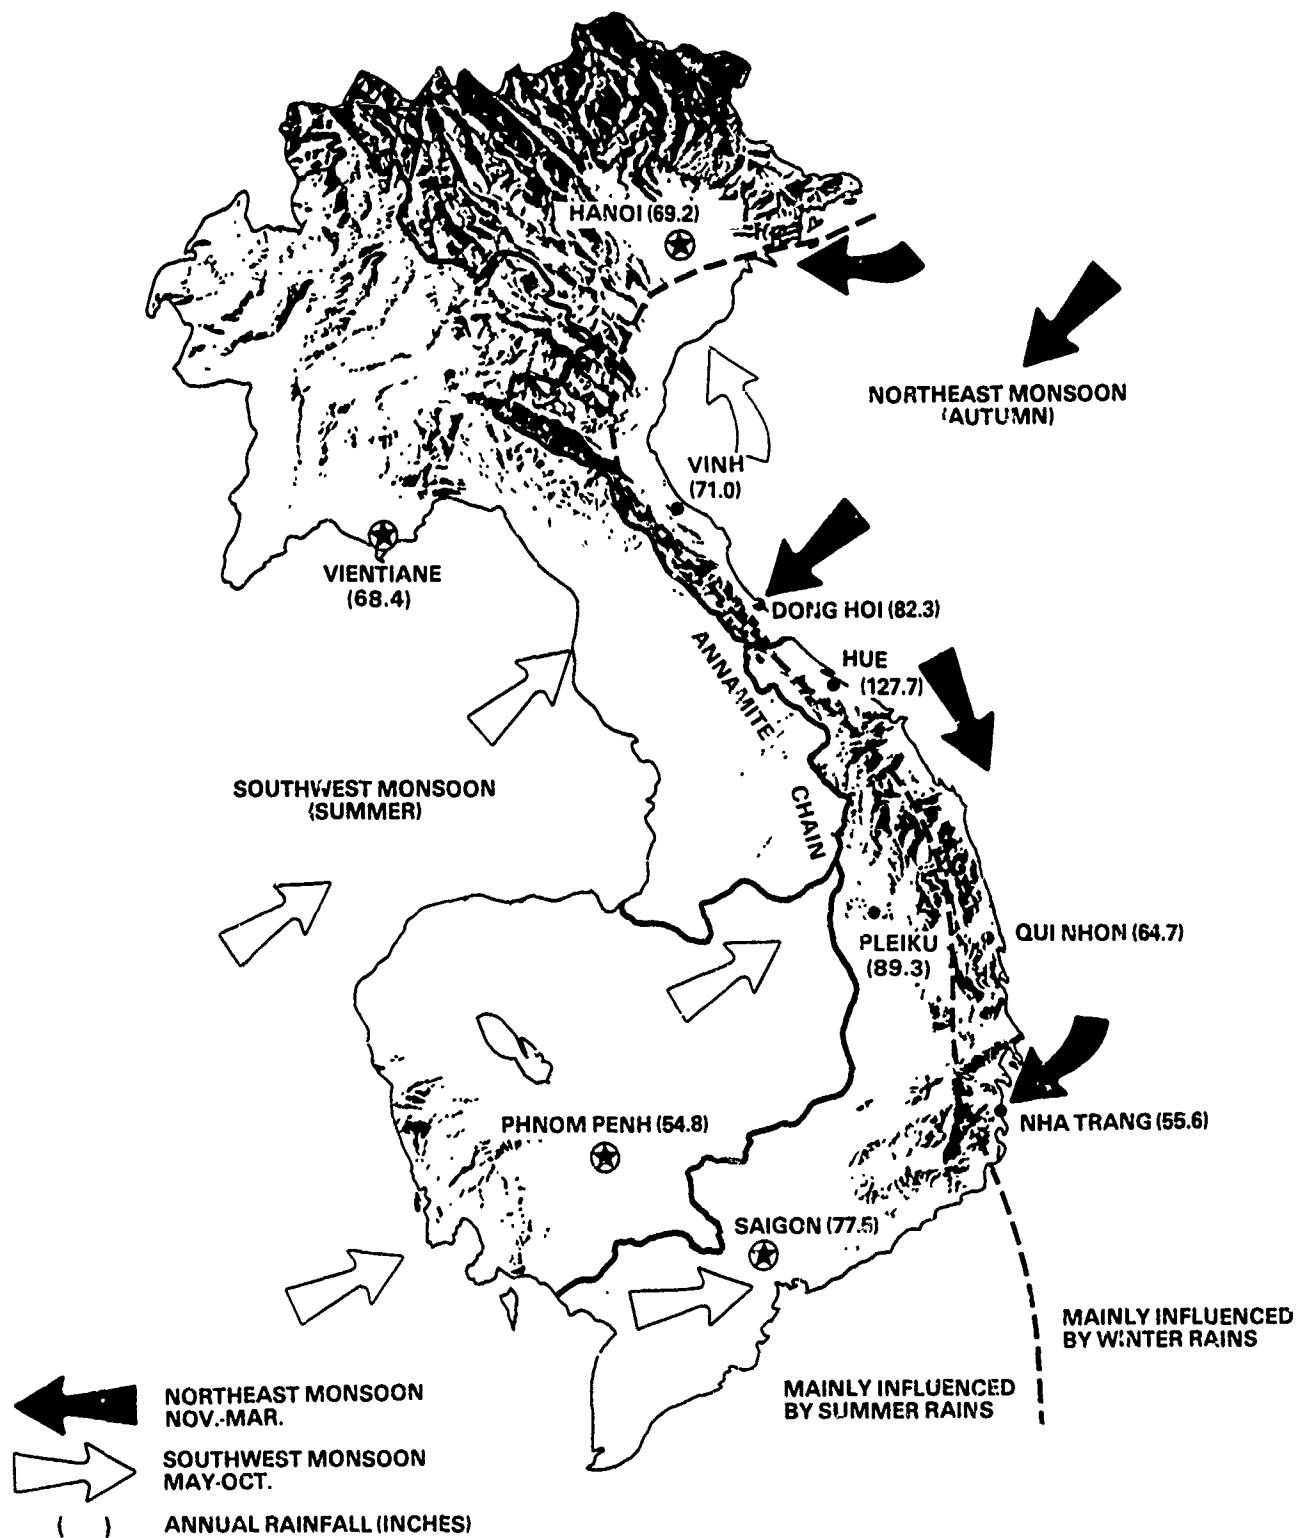 HANOI (69.2)
NORTHEAST MONSOON
(AUTUMN)
VINH
(71.0)
VIENTIANE
(68.4)
DONG HOI (82.3)
HUE
(127.7)
ANNAMITE
CHAIN
SOUTHWEST MONSOON
(SUMMER)
PLEIKU
(89.3)
QUI NHON (64.7)
PHNOM PENH (54.8)
NHA TRANG (55.6)
SAIGON (77.5)
MAINLY INFLUENCED
BY WINTER RAINS
MAINLY INFLUENCED
BY SUMMER RAINS
NORTHEAST MONSOON
NOV.-MAR.
SOUTHWEST MONSOON
MAY-OCT.
( ) ANNUAL RAINFALL (INCHES)